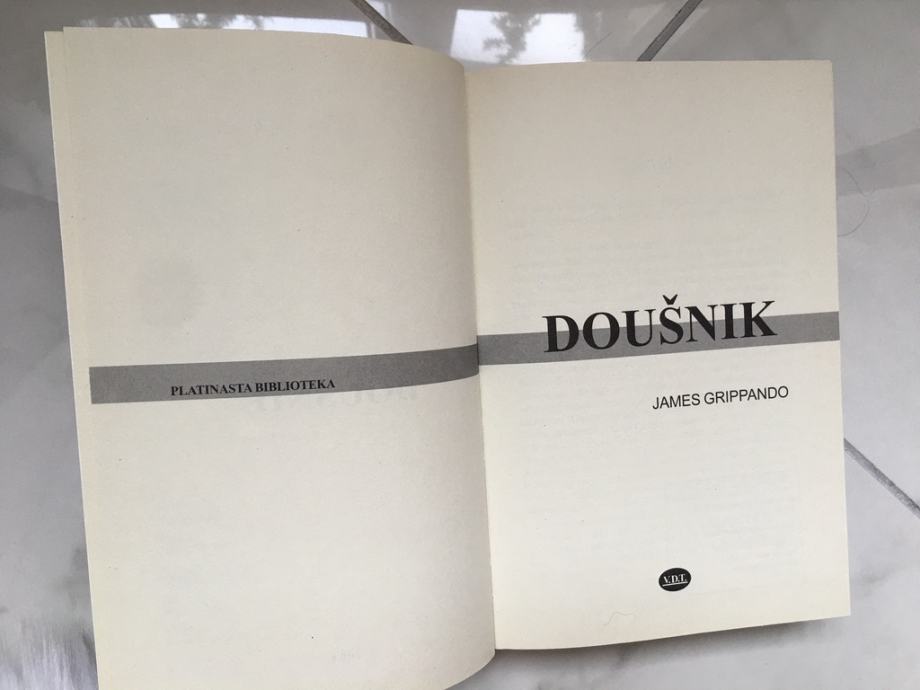 PLATINASTA BIBLIOTEKA
DOUŠNIK
JAMES GRIPPANDO
V.D.T.